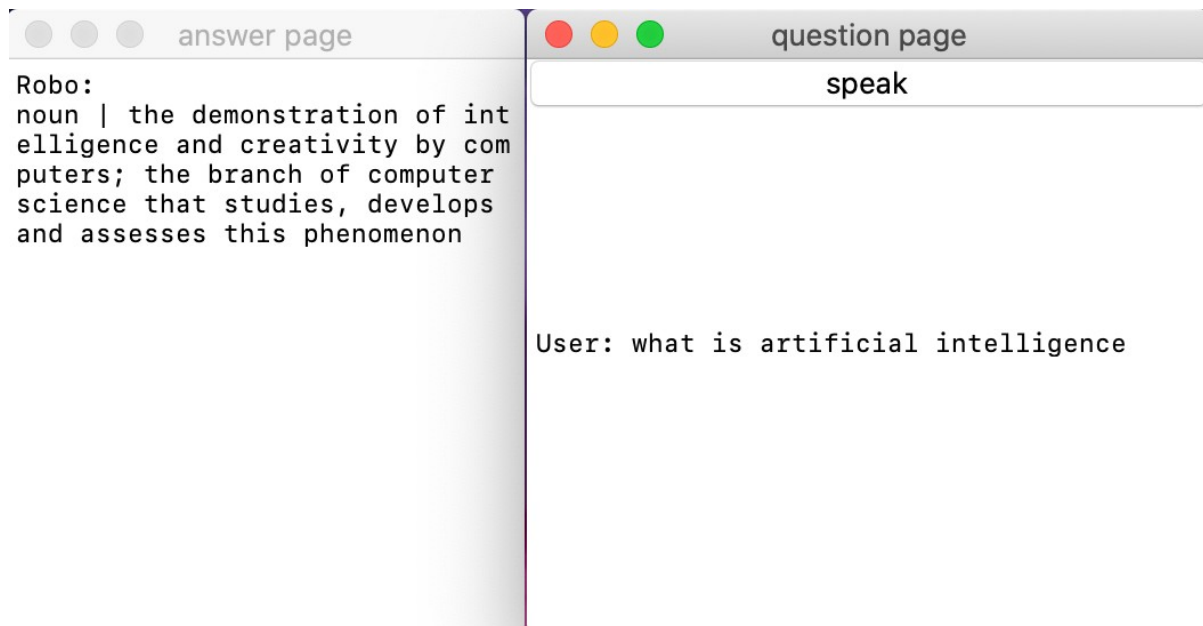 answer page
Robo:
noun | the demonstration of int
elligence and creativity by com
puters; the branch of computer
science that studies, develops
and assesses this phenomenon
question page
speak
User: what is artificial intelligence